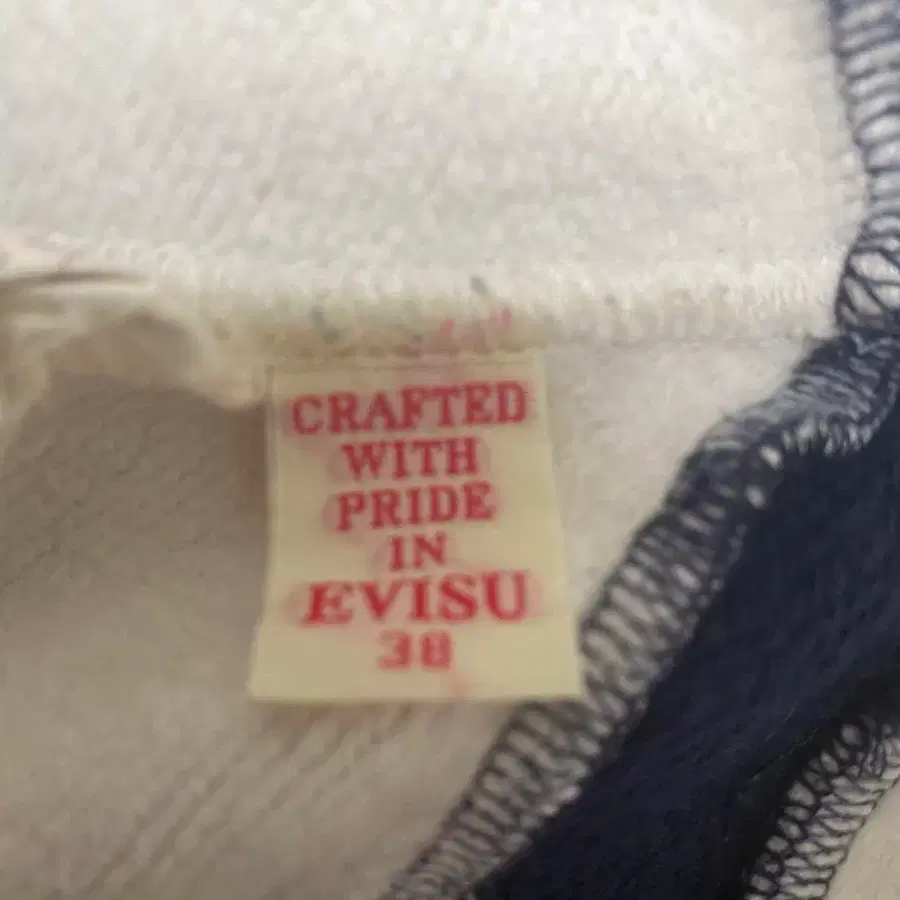 CRAFTED
WITH
PRIDE
IN
EVISU
38